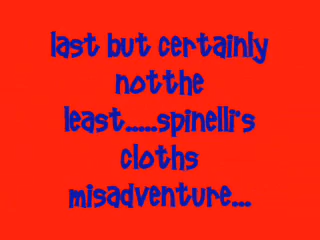 last but certainly
notthe
least.....spinelli's
cloths
misadventure...